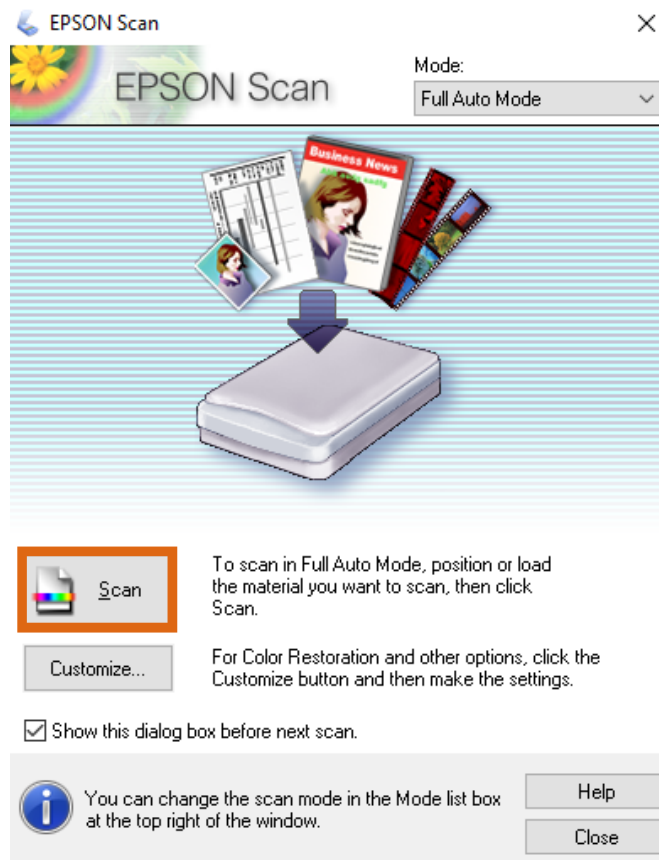 EPSON Scan
Mode:
EPSON Scan
Full Auto Mode
Business News
Scan
To scan in Full Auto Mode, position or load
the material you want to scan, then click
Scan.
Customize...
For Color Restoration and other options, click the
Customize button and then make the settings.
Show this dialog box before next scan.
You can change the scan mode in the Mode list box
at the top right of the window.
Help
Close